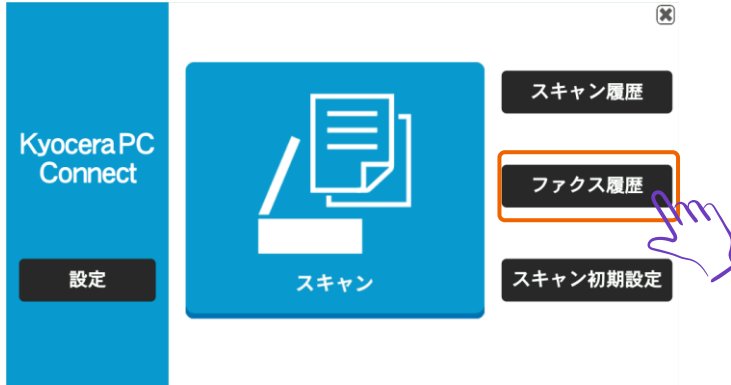 Kyocera PC
Connect
設定
スキャン
スキャン履歴
ファクス履歴
スキャン初期設定